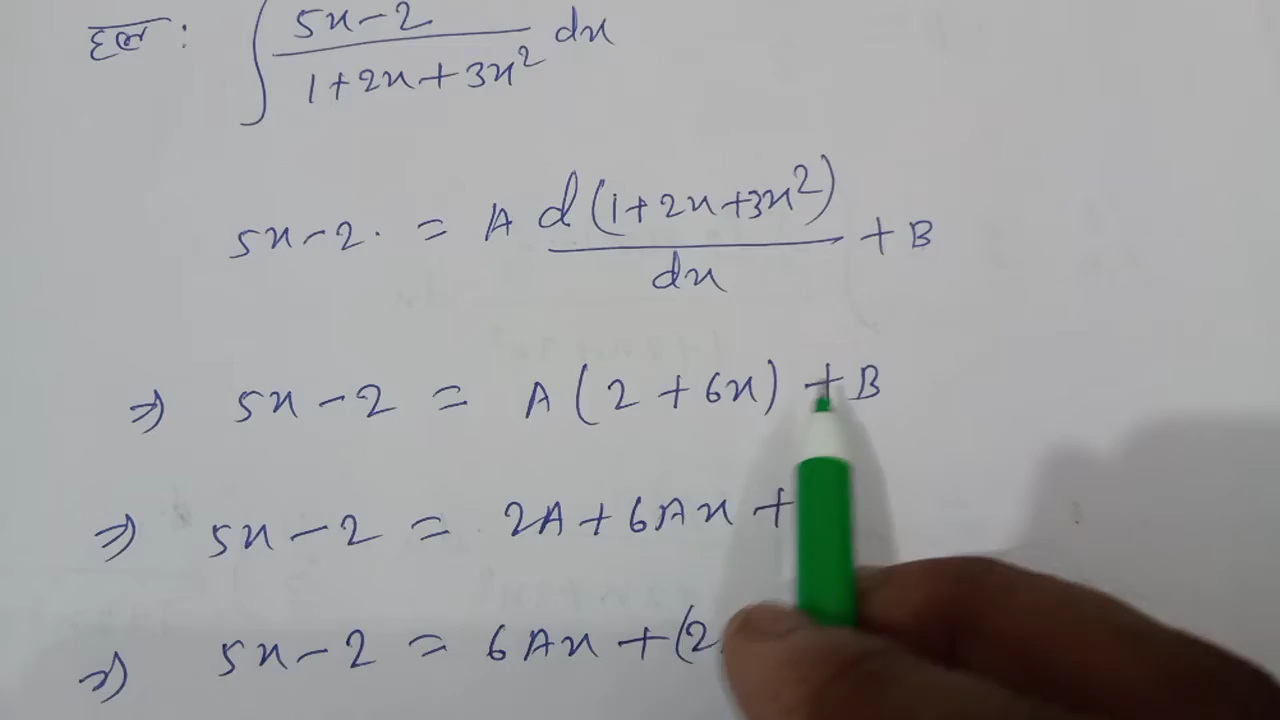 हल : ∫ (5x-2)/(1+2x+3x²) dx
5x-2. = A d(1+2x+3x²)/dx + B
⇒ 5x-2 = A(2+6x) + B
⇒ 5x-2 = 2A+6Ax +
⇒ 5x-2 = 6Ax + (2